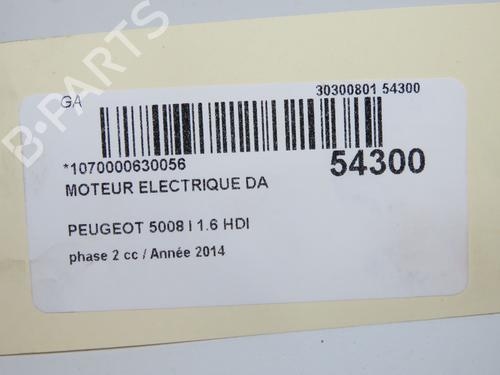 B-PARTS
GA
30300801 54300
*1070000630056
54300
MOTEUR ELECTRIQUE DA
PEUGEOT 5008 I 1.6 HDI
phase 2 cc / Année 2014